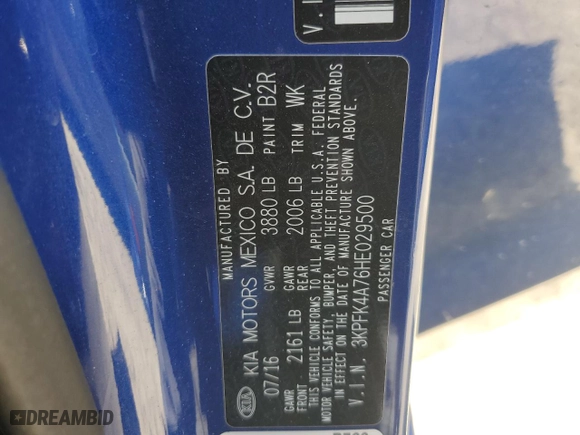 MANUFACTURED BY
KIA KIA MOTORS MEXICO S.A. DE C.V.
07/16 GVWR 3880 LB PAINT B2R
GAWR FRONT 2161 LB GAWR REAR 2006 LB TRIM WK
THIS VEHICLE CONFORMS TO ALL APPLICABLE U.S.A. FEDERAL
MOTOR VEHICLE SAFETY, BUMPER, AND THEFT PREVENTION STANDARDS
IN EFFECT ON THE DATE OF MANUFACTURE SHOWN ABOVE.
V.I.N. 3KPFK4A76HE029500
PASSENGER CAR
V.I
DREAMBID